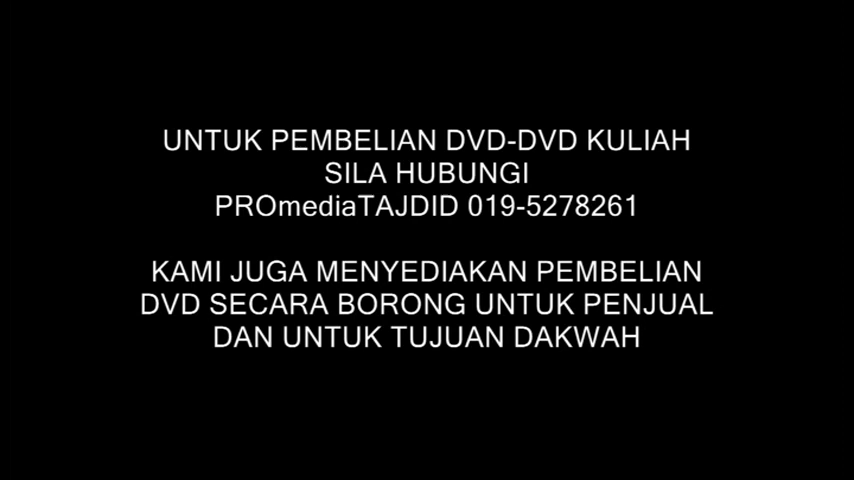 UNTUK PEMBELIAN DVD-DVD KULIAH
SILA HUBUNGI
PROmediaTAJDID 019-5278261
KAMI JUGA MENYEDIAKAN PEMBELIAN
DVD SECARA BORONG UNTUK PENJUAL
DAN UNTUK TUJUAN DAKWAH